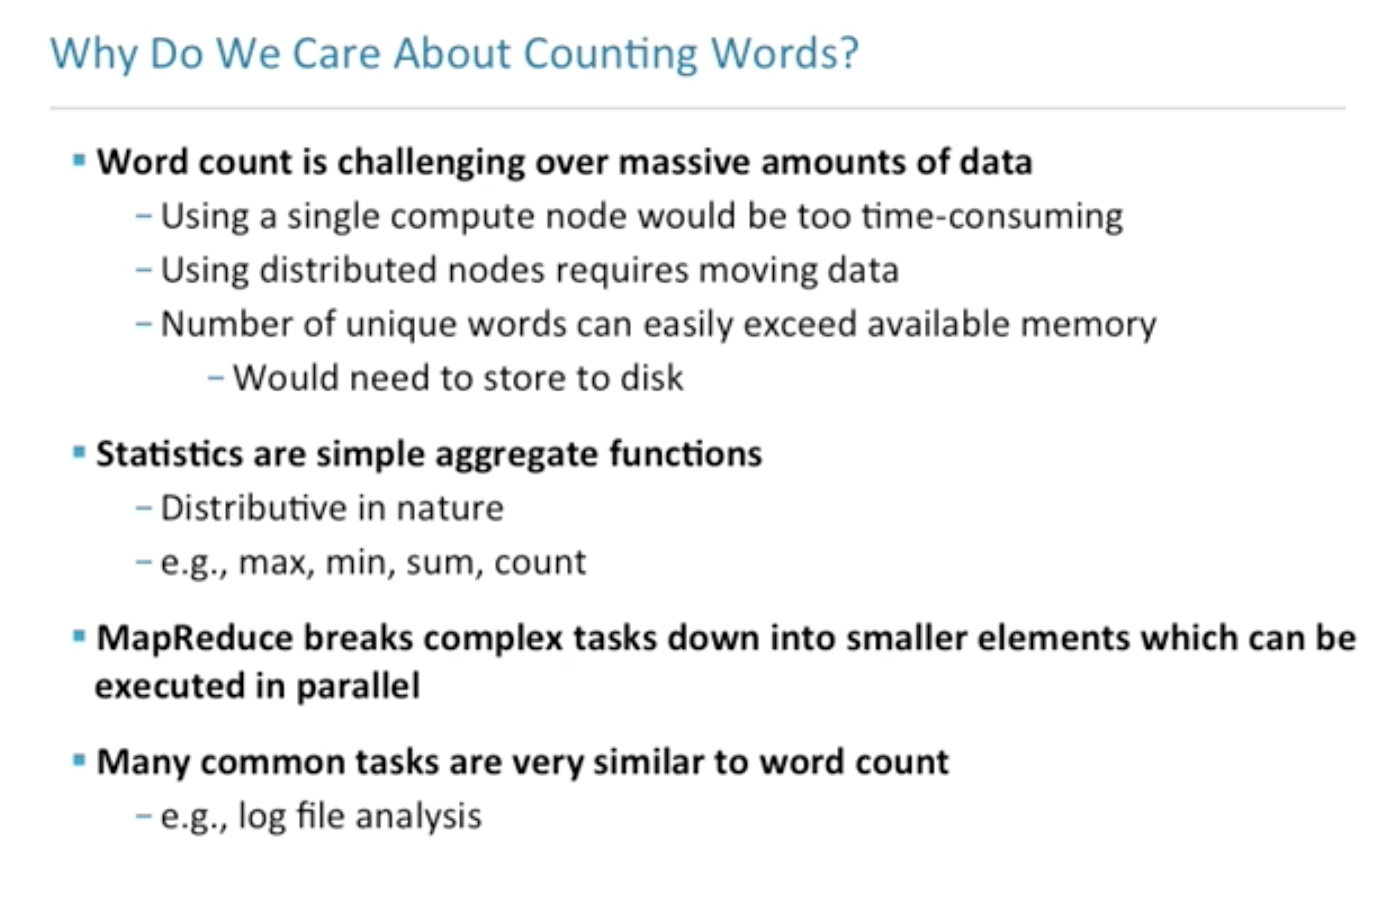 Why Do We Care About Counting Words?
▪ Word count is challenging over massive amounts of data
– Using a single compute node would be too time-consuming
– Using distributed nodes requires moving data
– Number of unique words can easily exceed available memory
– Would need to store to disk
▪ Statistics are simple aggregate functions
– Distributive in nature
– e.g., max, min, sum, count
▪ MapReduce breaks complex tasks down into smaller elements which can be
executed in parallel
▪ Many common tasks are very similar to word count
– e.g., log file analysis